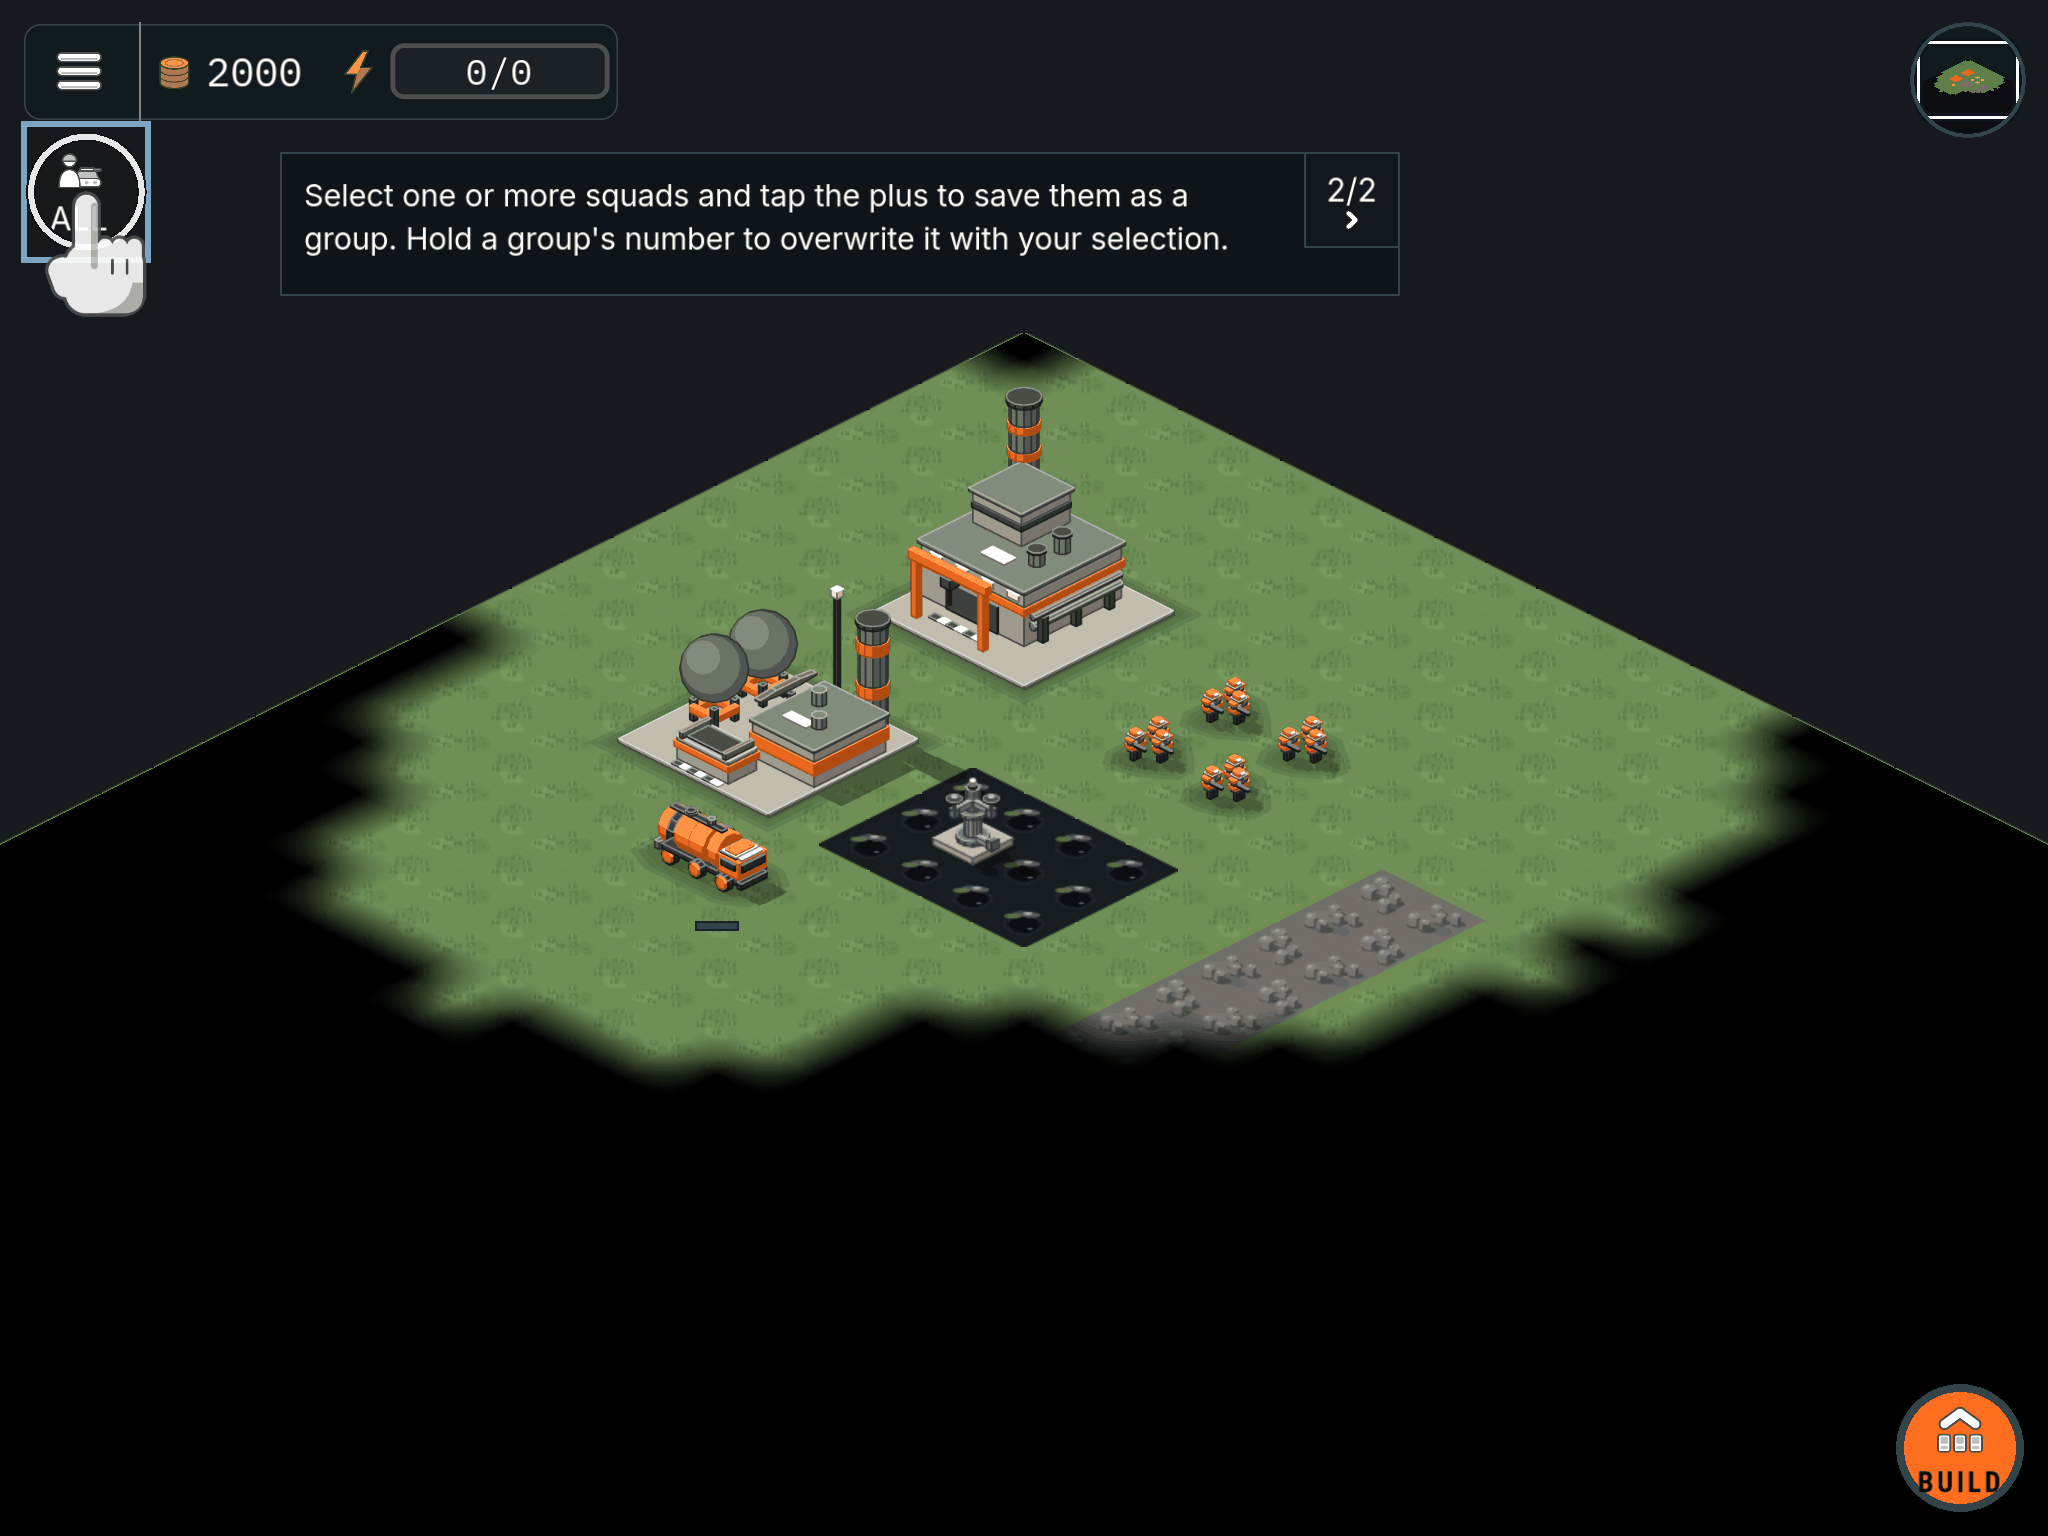 2000
0/0
ALL
Select one or more squads and tap the plus to save them as a
group. Hold a group's number to overwrite it with your selection.
2/2
BUILD